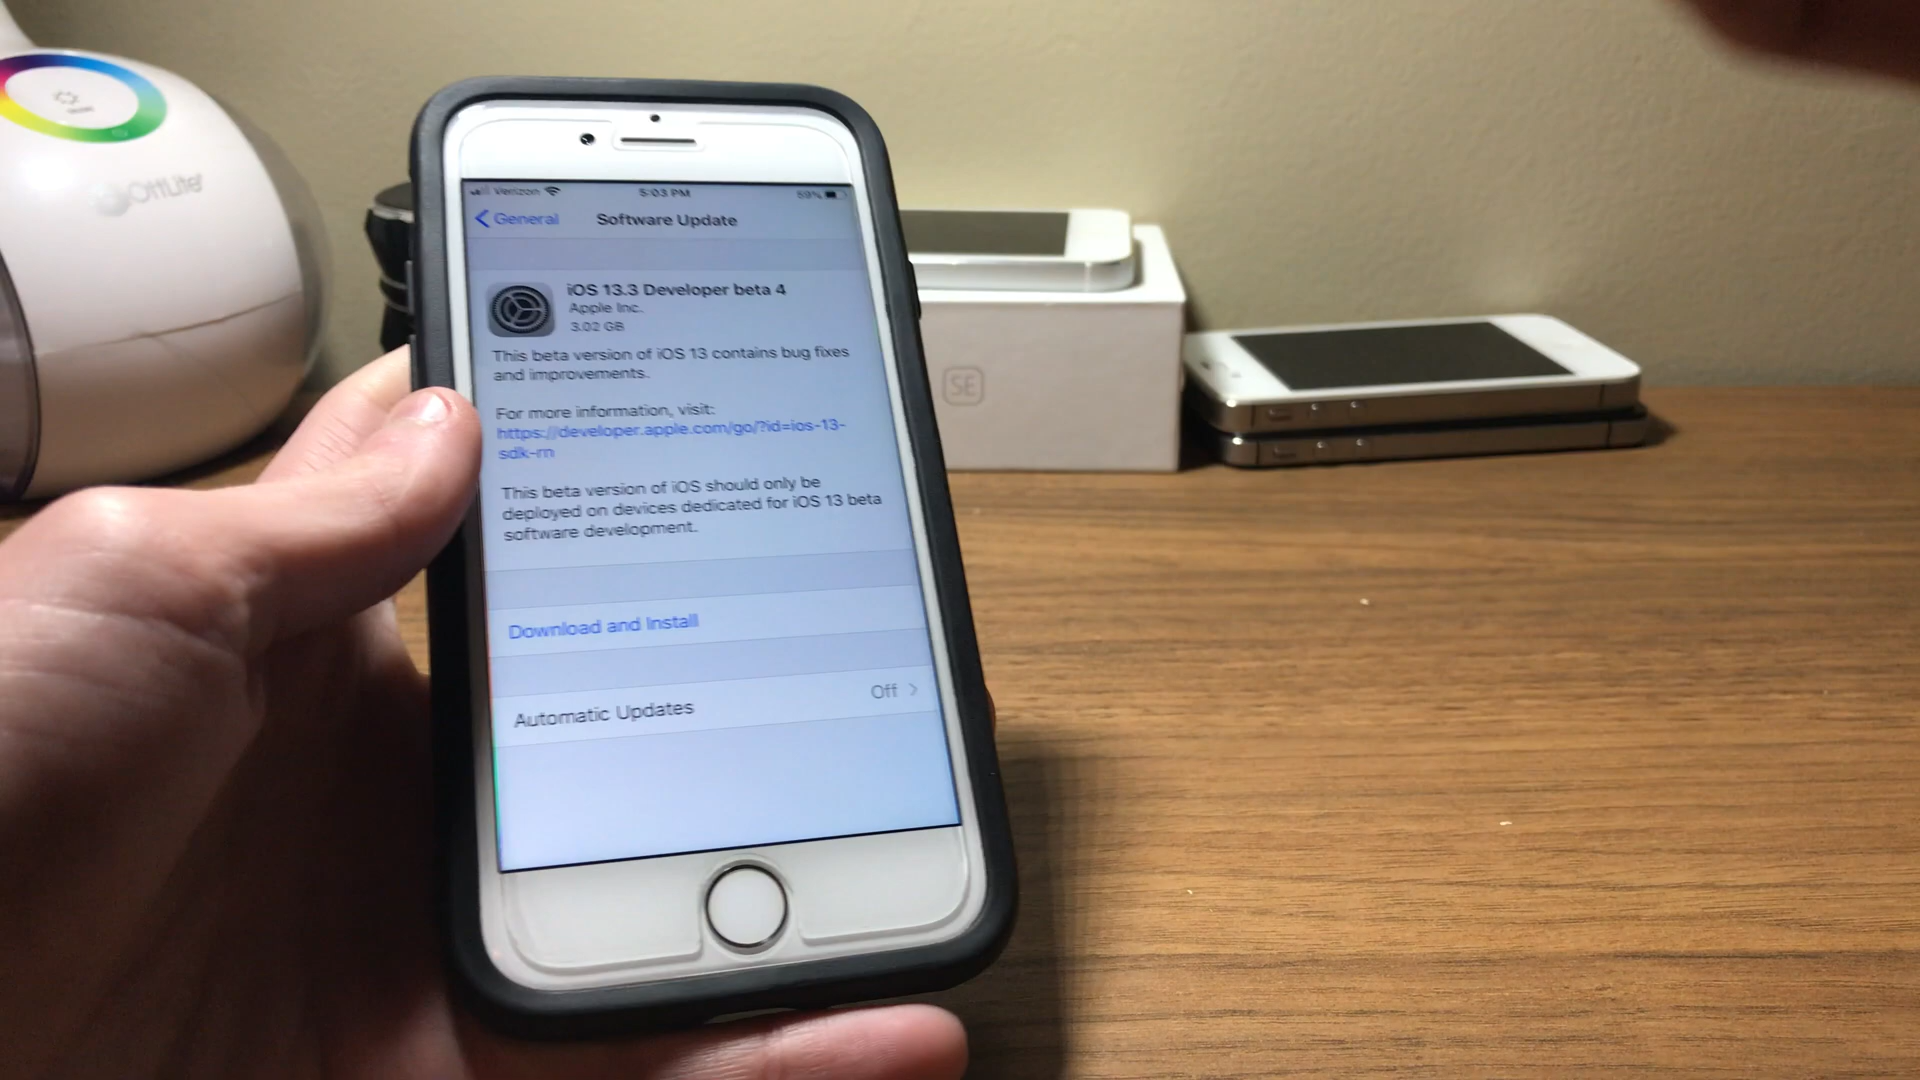 OttLite
Verizon 5:03 PM 59%
General Software Update
iOS 13.3 Developer beta 4
Apple Inc.
3.02 GB
This beta version of iOS 13 contains bug fixes
and improvements.
For more information, visit:
https://developer.apple.com/go/?id=ios-13-
sdk-rn
This beta version of iOS should only be
deployed on devices dedicated for iOS 13 beta
software development.
Download and Install
Automatic Updates Off
SE